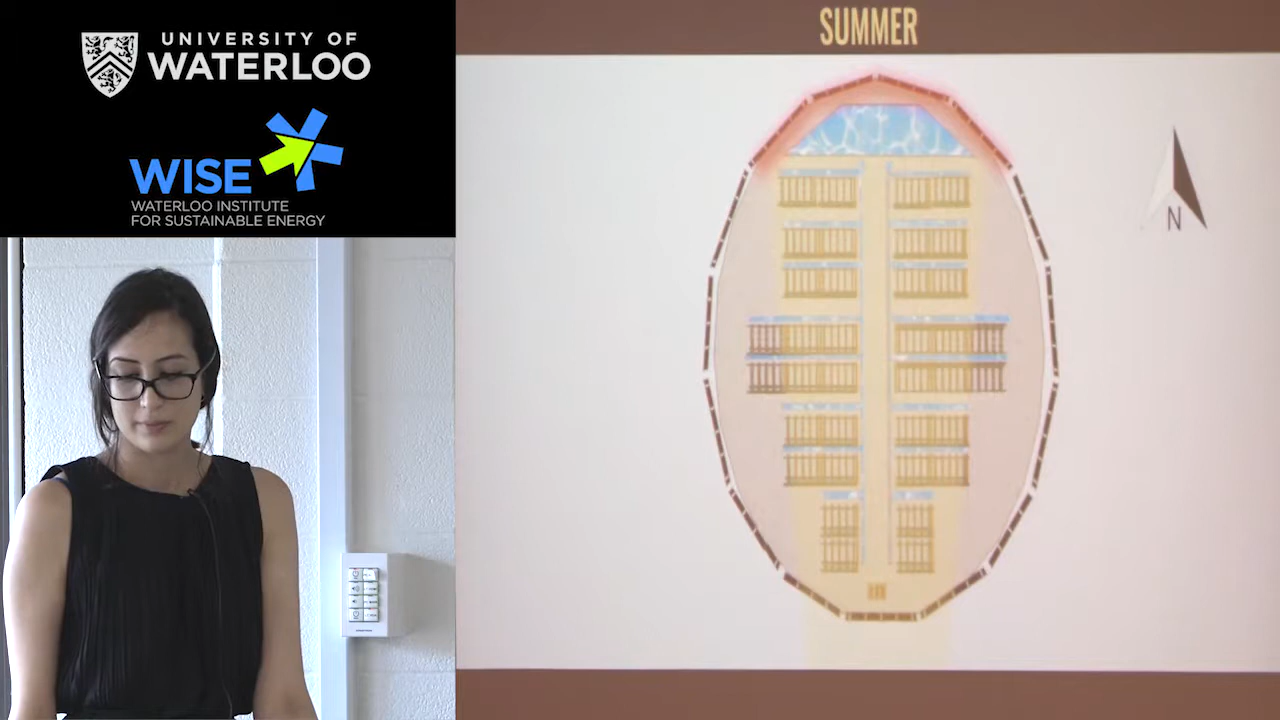 UNIVERSITY OF
WATERLOO
WISE
WATERLOO INSTITUTE
FOR SUSTAINABLE ENERGY
SUMMER
N